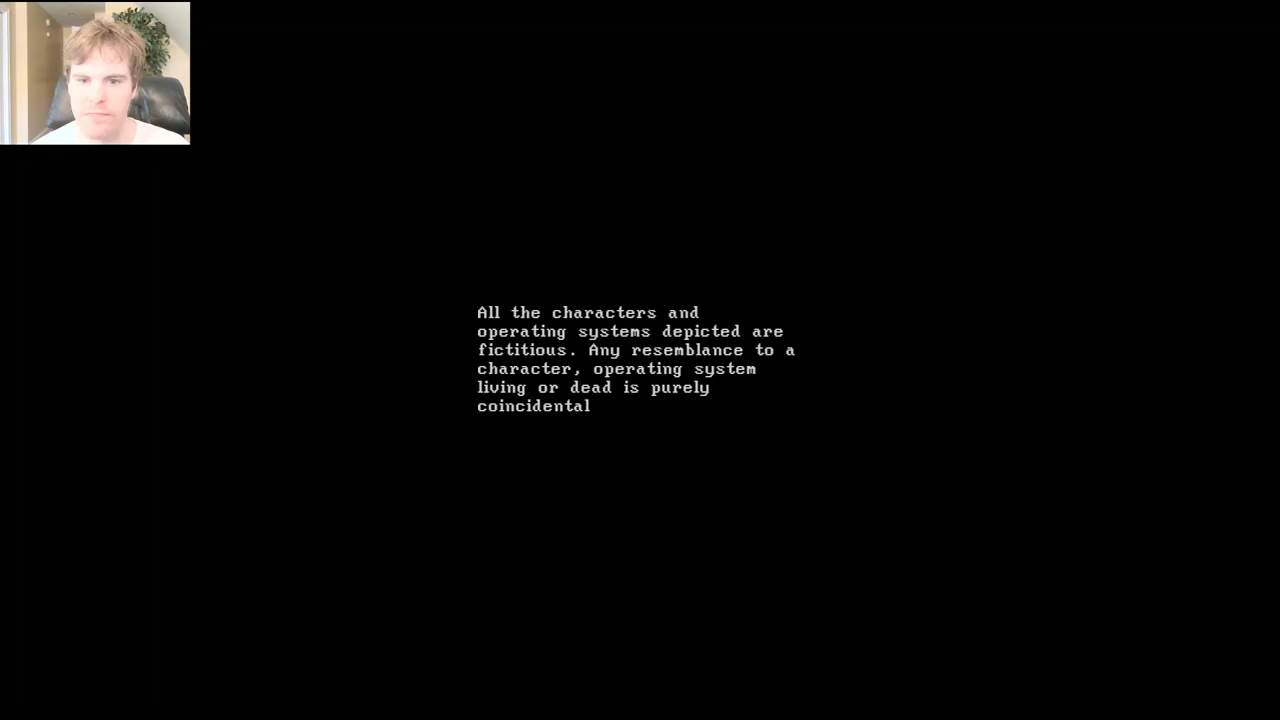 All the characters and
operating systems depicted are
fictitious. Any resemblance to a
character, operating system
living or dead is purely
coincidental